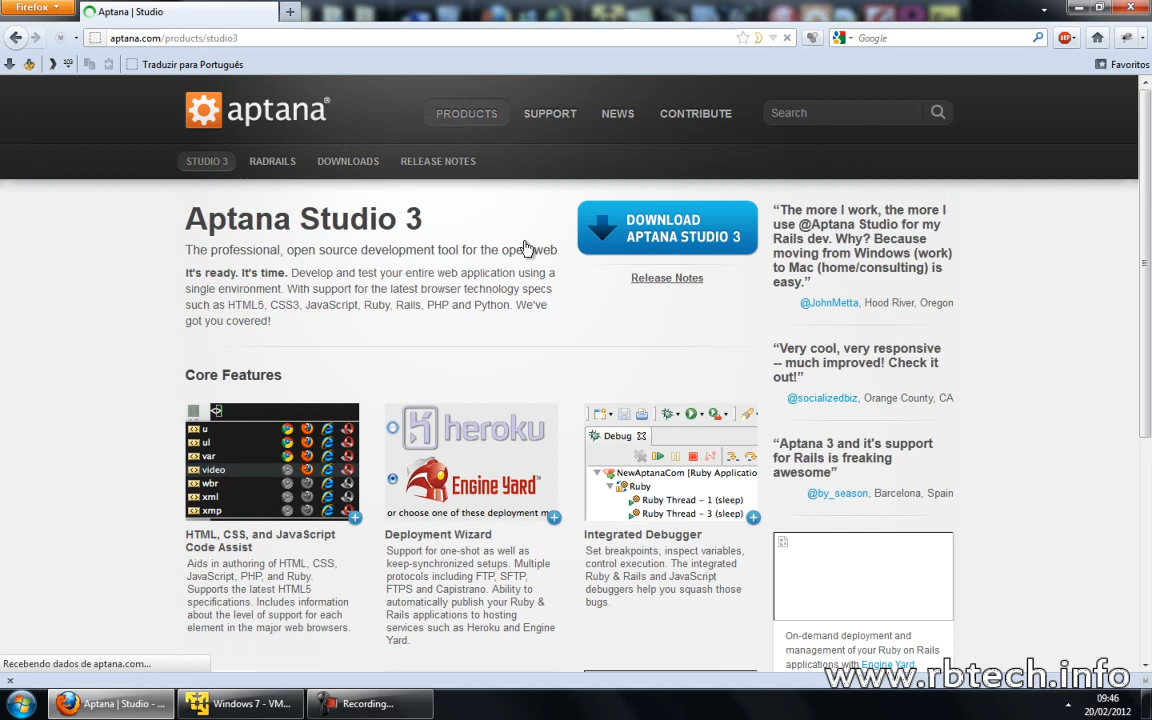 Firefox
Aptana | Studio
aptana.com/products/studio3
Google
ABP
Traduzir para Português
Favoritos
aptana®
PRODUCTS
SUPPORT
NEWS
CONTRIBUTE
Search
STUDIO 3
RADRAILS
DOWNLOADS
RELEASE NOTES
Aptana Studio 3
The professional, open source development tool for the open web
It's ready. It's time. Develop and test your entire web application using a
single environment. With support for the latest browser technology specs
such as HTML5, CSS3, JavaScript, Ruby, Rails, PHP and Python. We've
got you covered!
DOWNLOAD
APTANA STUDIO 3
Release Notes
“The more I work, the more I
use @Aptana Studio for my
Rails dev. Why? Because
moving from Windows (work)
to Mac (home/consulting) is
easy.”
@JohnMetta, Hood River, Oregon
“Very cool, very responsive
-- much improved! Check it
out!”
@socializedbiz, Orange County, CA
“Aptana 3 and it's support
for Rails is freaking
awesome”
@by_season, Barcelona, Spain
Core Features
<>
u
ul
var
video
wbr
xml
xmp
HTML, CSS, and JavaScript
Code Assist
Aids in authoring of HTML, CSS,
JavaScript, PHP, and Ruby.
Supports the latest HTML5
specifications. Includes information
about the level of support for each
element in the major web browsers.
heroku
Engine Yard™
or choose one of these deployment m
Deployment Wizard
Support for one-shot as well as
keep-synchronized setups. Multiple
protocols including FTP, SFTP,
FTPS and Capistrano. Ability to
automatically publish your Ruby &
Rails applications to hosting
services such as Heroku and Engine
Yard.
Debug
NewAptanaCom [Ruby Applicatio
Ruby
Ruby Thread - 1 (sleep)
Ruby Thread - 3 (sleep)
Integrated Debugger
Set breakpoints, inspect variables,
control execution. The integrated
Ruby & Rails and JavaScript
debuggers help you squash those
bugs.
On-demand deployment and
management of your Ruby on Rails
applications with Engine Yard
Recebendo dados de aptana.com...
www.rbtech.info
Aptana | Studio - ...
Windows 7 - VM...
Recording...
09:46
20/02/2012